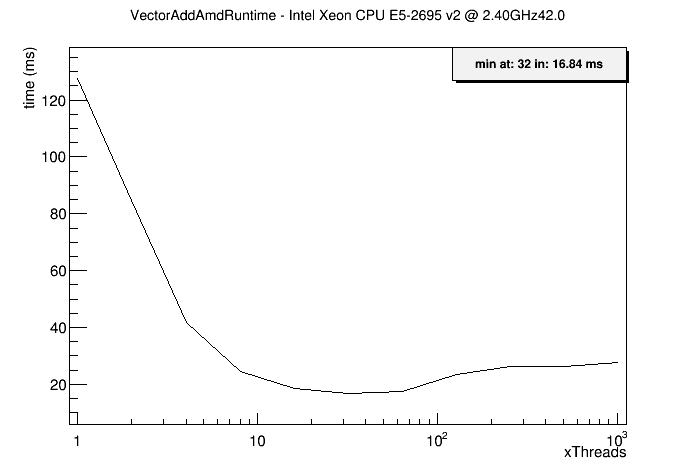 VectorAddAmdRuntime - Intel Xeon CPU E5-2695 v2 @ 2.40GHz42.0
time (ms)
min at: 32 in: 16.84 ms
120
100
80
60
40
20
1 10 10² 10³
xThreads